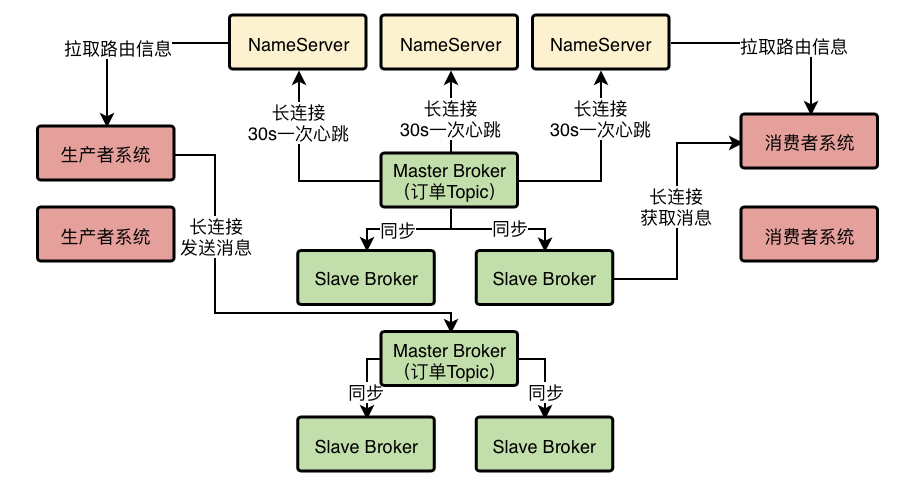 NameServer
NameServer
NameServer
拉取路由信息
拉取路由信息
长连接
30s一次心跳
长连接
30s一次心跳
长连接
30s一次心跳
生产者系统
消费者系统
Master Broker
（订单Topic）
生产者系统
长连接
发送消息
长连接
获取消息
消费者系统
同步
同步
Slave Broker
Slave Broker
Master Broker
（订单Topic）
同步
同步
Slave Broker
Slave Broker